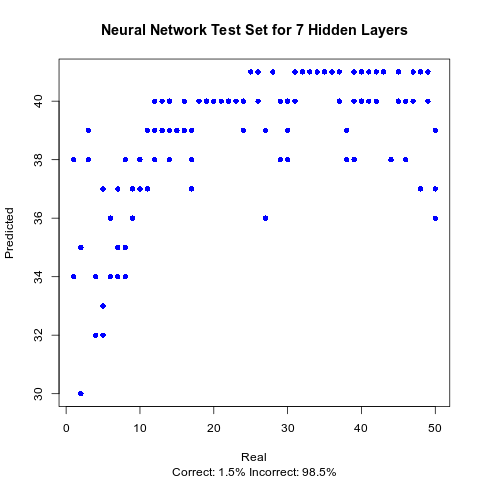 Neural Network Test Set for 7 Hidden Layers
40
38
36
34
32
30
Predicted
0 10 20 30 40 50
Real
Correct: 1.5% Incorrect: 98.5%